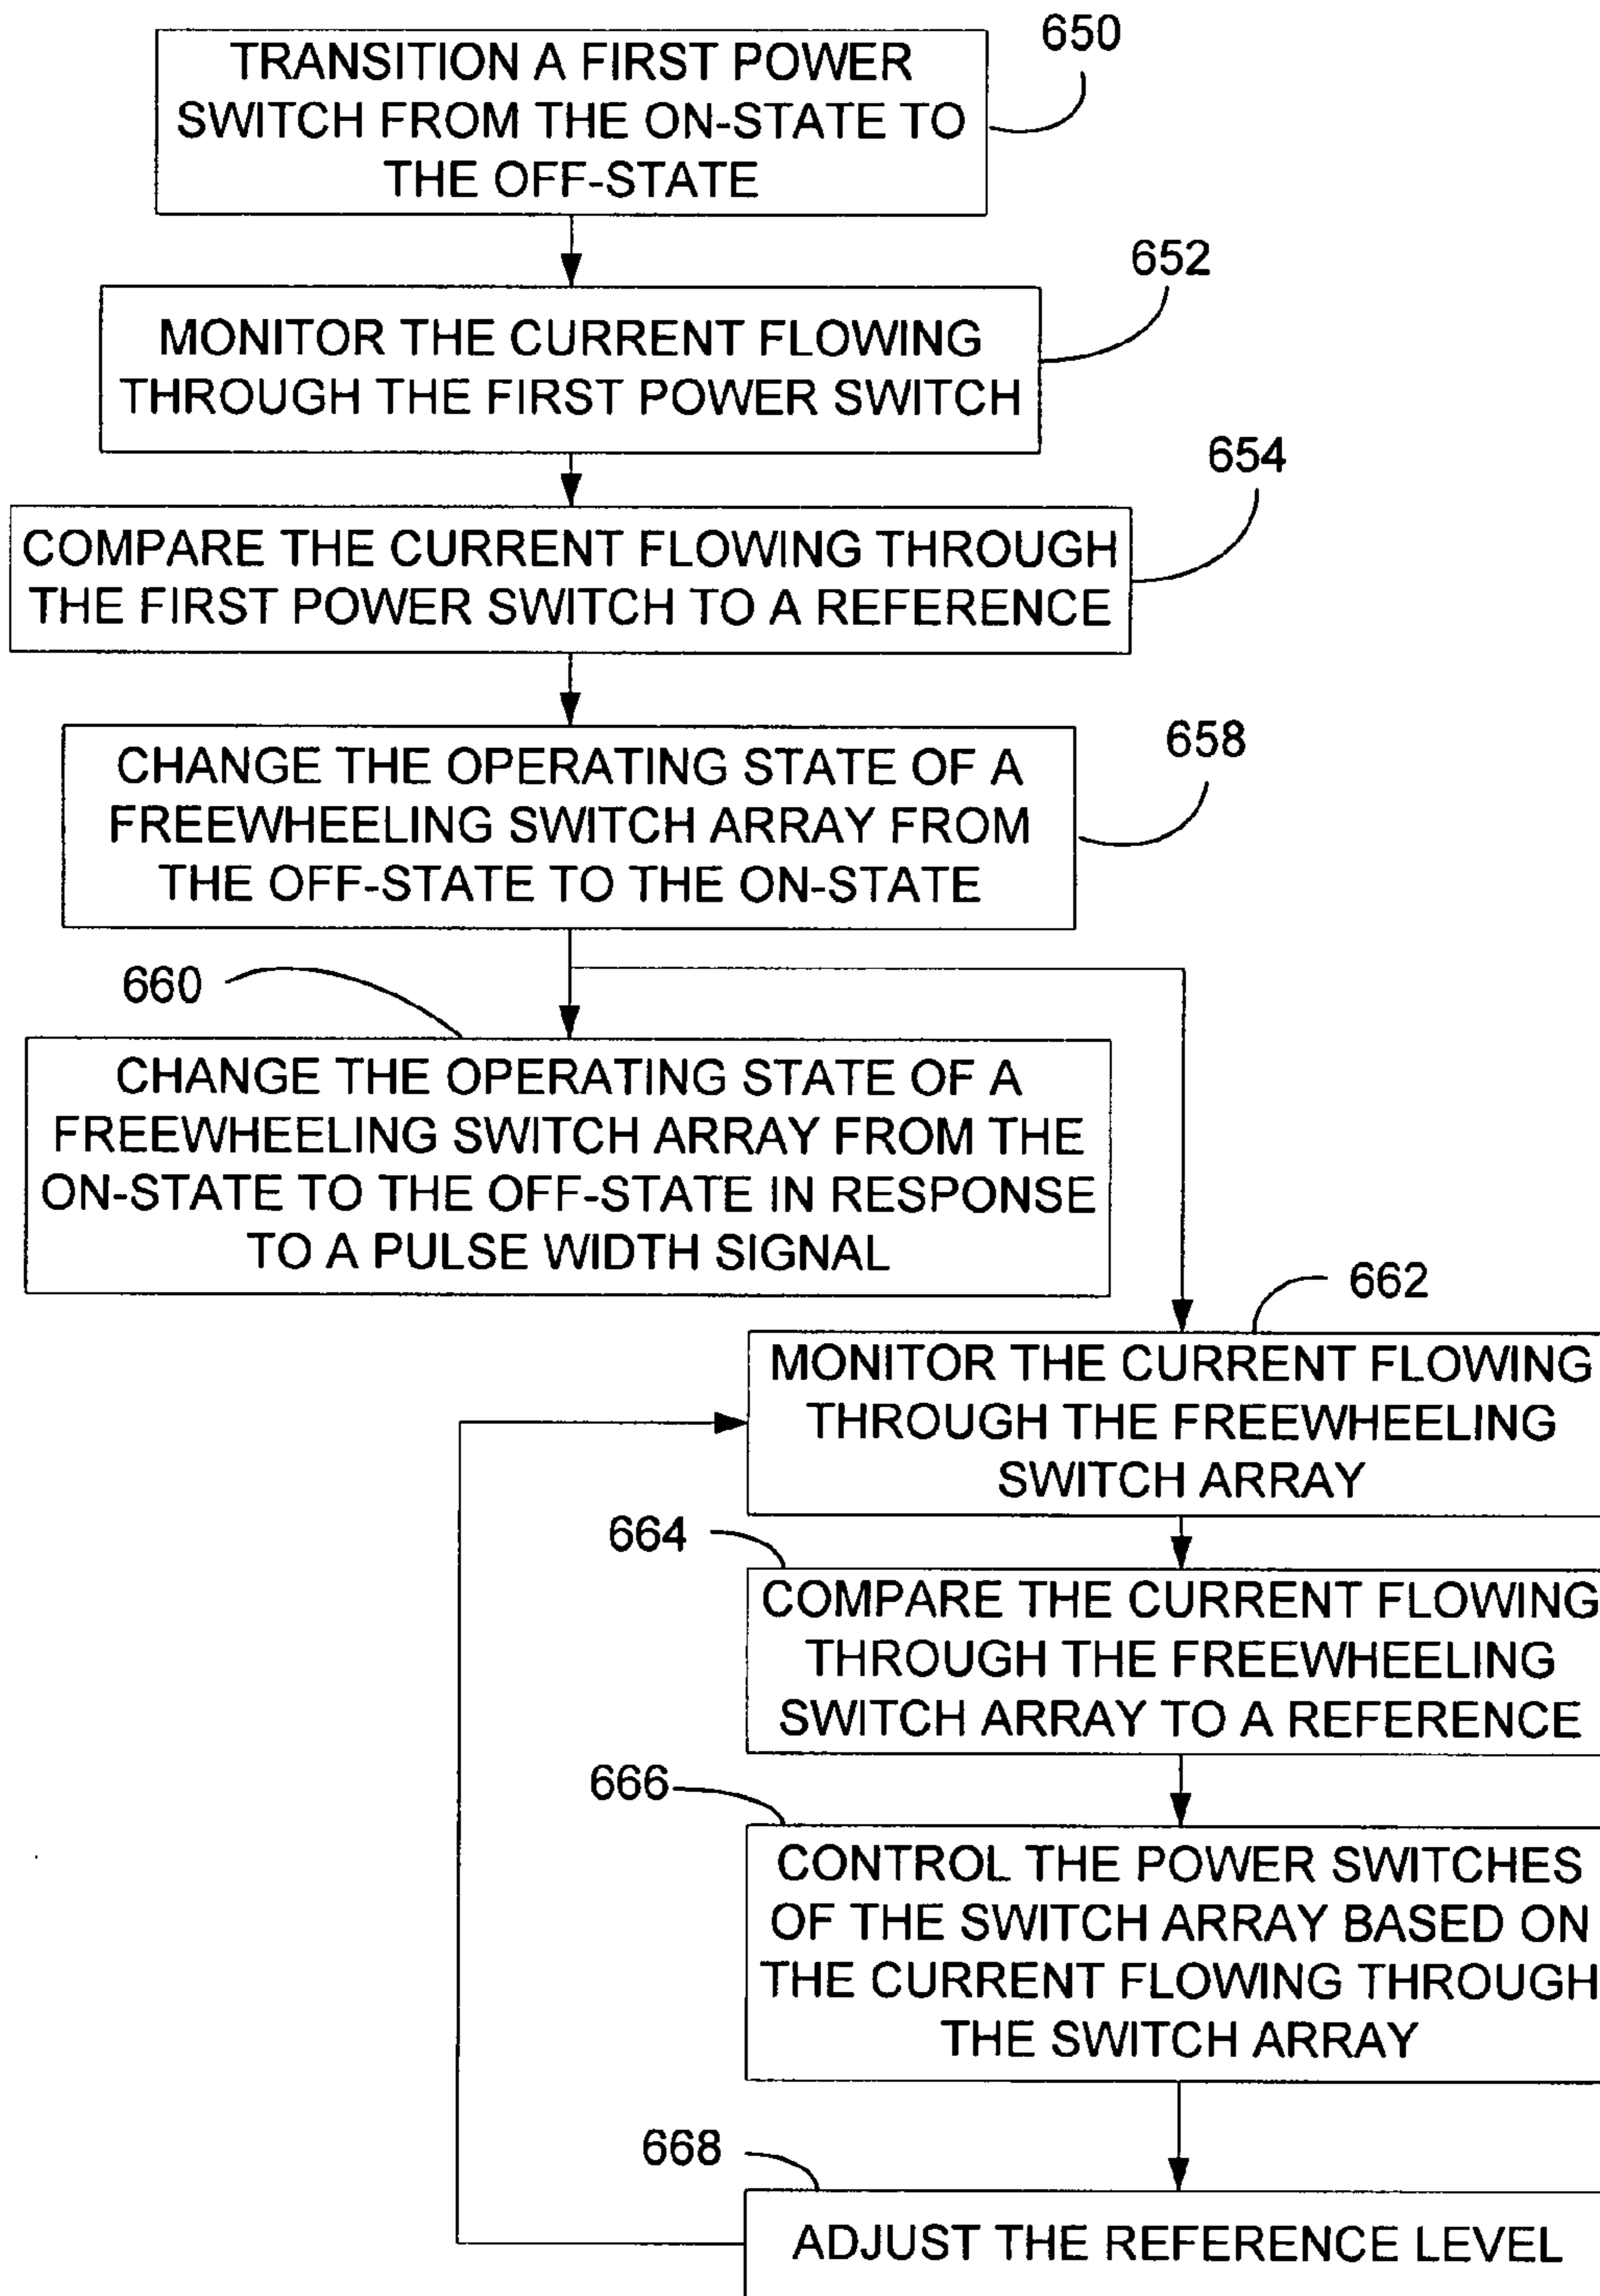 650
TRANSITION A FIRST POWER
SWITCH FROM THE ON-STATE TO
THE OFF-STATE
652
MONITOR THE CURRENT FLOWING
THROUGH THE FIRST POWER SWITCH
654
COMPARE THE CURRENT FLOWING THROUGH
THE FIRST POWER SWITCH TO A REFERENCE
658
CHANGE THE OPERATING STATE OF A
FREEWHEELING SWITCH ARRAY FROM
THE OFF-STATE TO THE ON-STATE
660
CHANGE THE OPERATING STATE OF A
FREEWHEELING SWITCH ARRAY FROM THE
ON-STATE TO THE OFF-STATE IN RESPONSE
TO A PULSE WIDTH SIGNAL
662
MONITOR THE CURRENT FLOWING
THROUGH THE FREEWHEELING
SWITCH ARRAY
664
COMPARE THE CURRENT FLOWING
THROUGH THE FREEWHEELING
SWITCH ARRAY TO A REFERENCE
666
CONTROL THE POWER SWITCHES
OF THE SWITCH ARRAY BASED ON
THE CURRENT FLOWING THROUGH
THE SWITCH ARRAY
668
ADJUST THE REFERENCE LEVEL